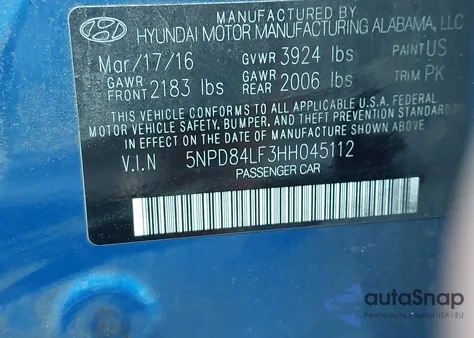 MANUFACTURED BY
HYUNDAI MOTOR MANUFACTURING ALABAMA, LLC
Mar/17/16 GVWR 3924 lbs PAINT US
GAWR FRONT 2183 lbs GAWR REAR 2006 lbs TRIM PK
THIS VEHICLE CONFORMS TO ALL APPLICABLE U.S.A. FEDERAL
MOTOR VEHICLE SAFETY, BUMPER, AND THEFT PREVENTION
STANDARDS IN EFFECT ON THE DATE OF MANUFACTURE SHOWN ABOVE.
V.I.N 5NPD84LF3HH045112
PASSENGER CAR
autoSnap